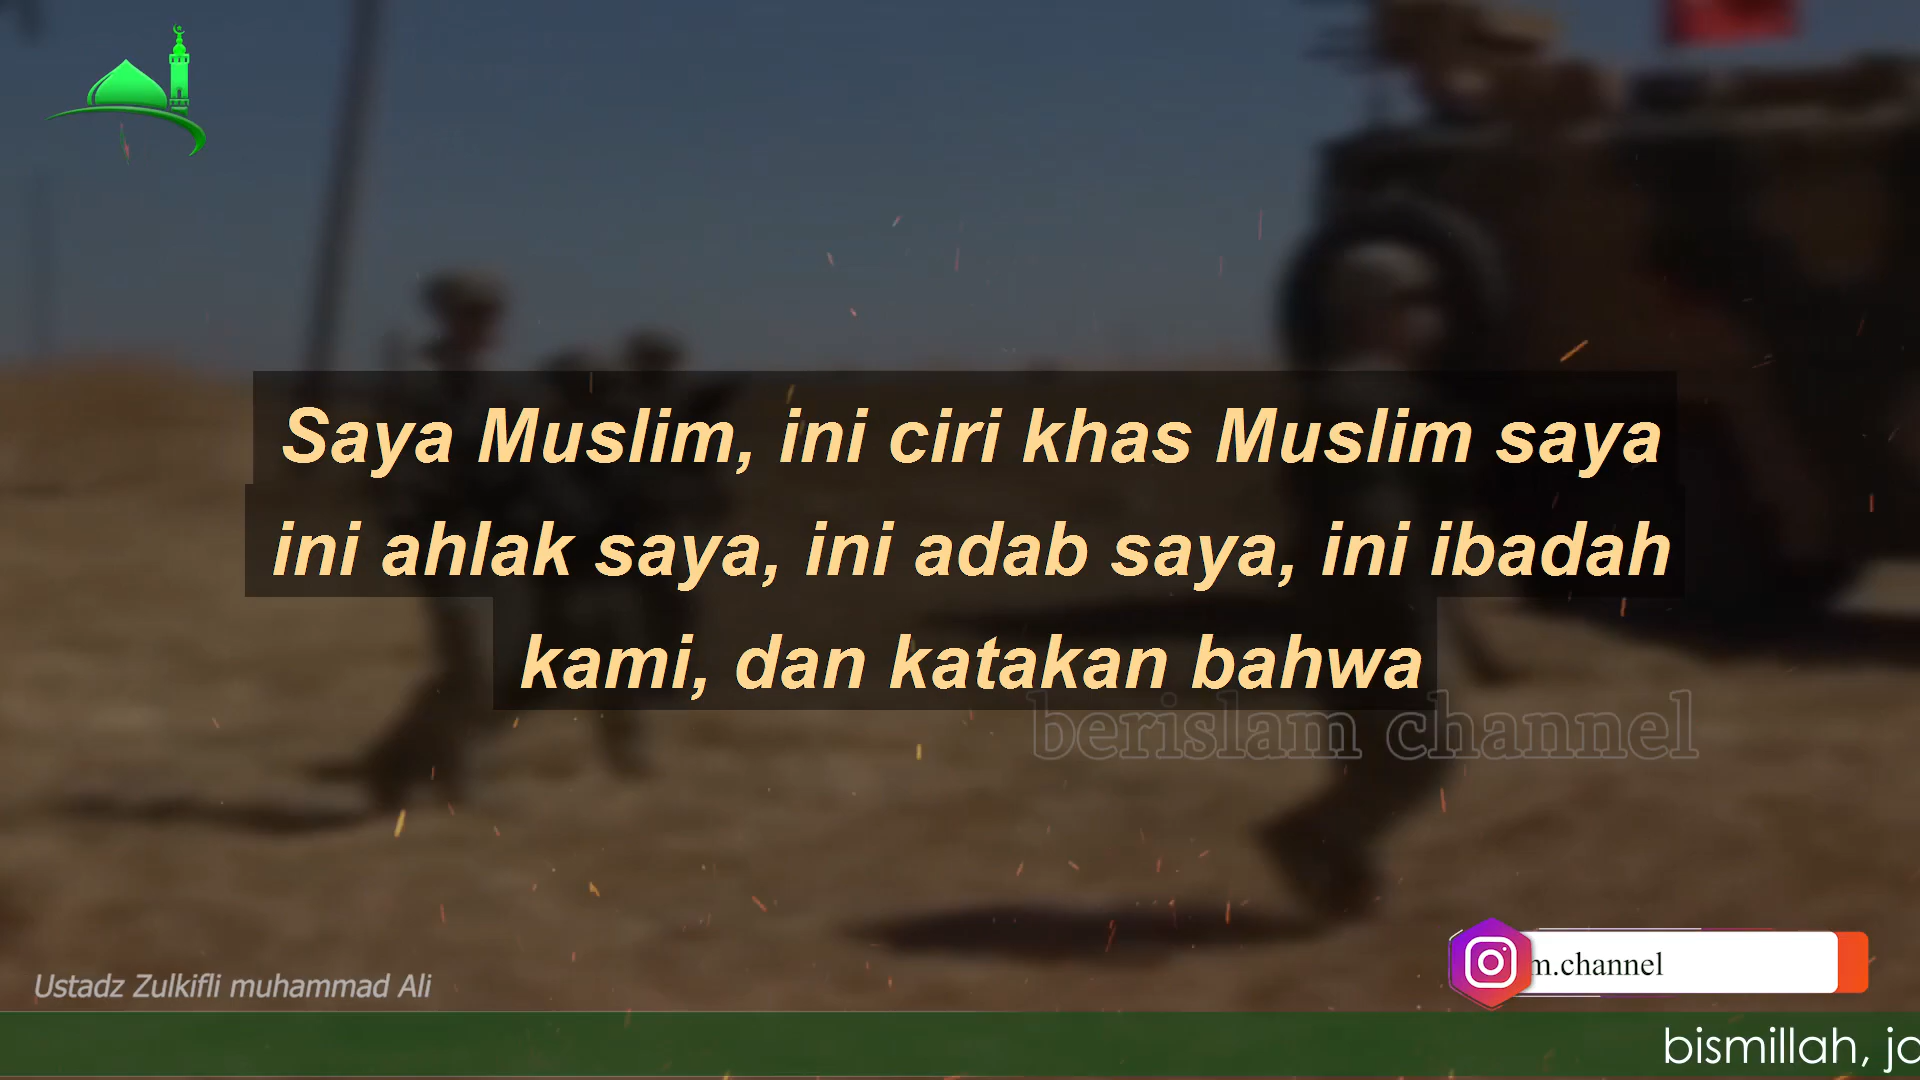 Saya Muslim, ini ciri khas Muslim saya
ini ahlak saya, ini adab saya, ini ibadah
kami, dan katakan bahwa
berislam channel
m.channel
Ustadz Zulkifli muhammad Ali
bismillah,